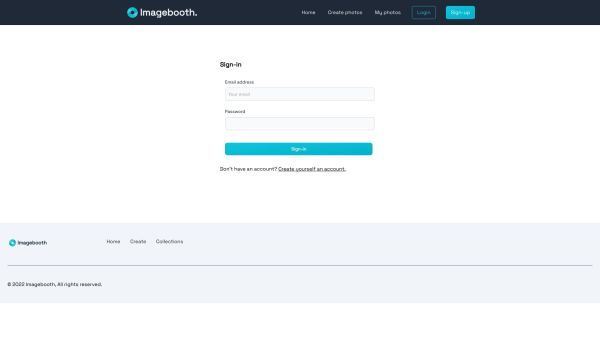 Imagebooth.
Home Create photos My photos Login Sign-up
Sign-in
Email address
Your email
Password
Sign-in
Don't have an account? Create yourself an account.
Imagebooth
Home Create Collections
© 2022 Imagebooth, All rights reserved.